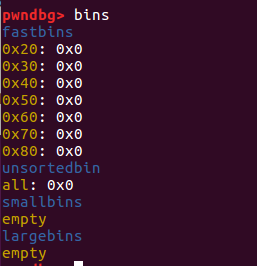 pwndbg> bins
fastbins
0x20: 0x0
0x30: 0x0
0x40: 0x0
0x50: 0x0
0x60: 0x0
0x70: 0x0
0x80: 0x0
unsortedbin
all: 0x0
smallbins
empty
largebins
empty